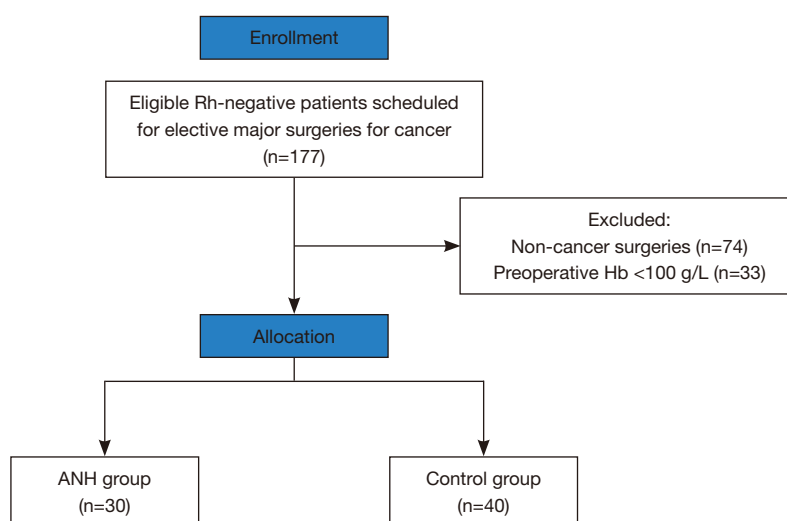 Enrollment
Eligible Rh-negative patients scheduled
for elective major surgeries for cancer
(n=177)
Excluded:
Non-cancer surgeries (n=74)
Preoperative Hb <100 g/L (n=33)
Allocation
ANH group
(n=30)
Control group
(n=40)